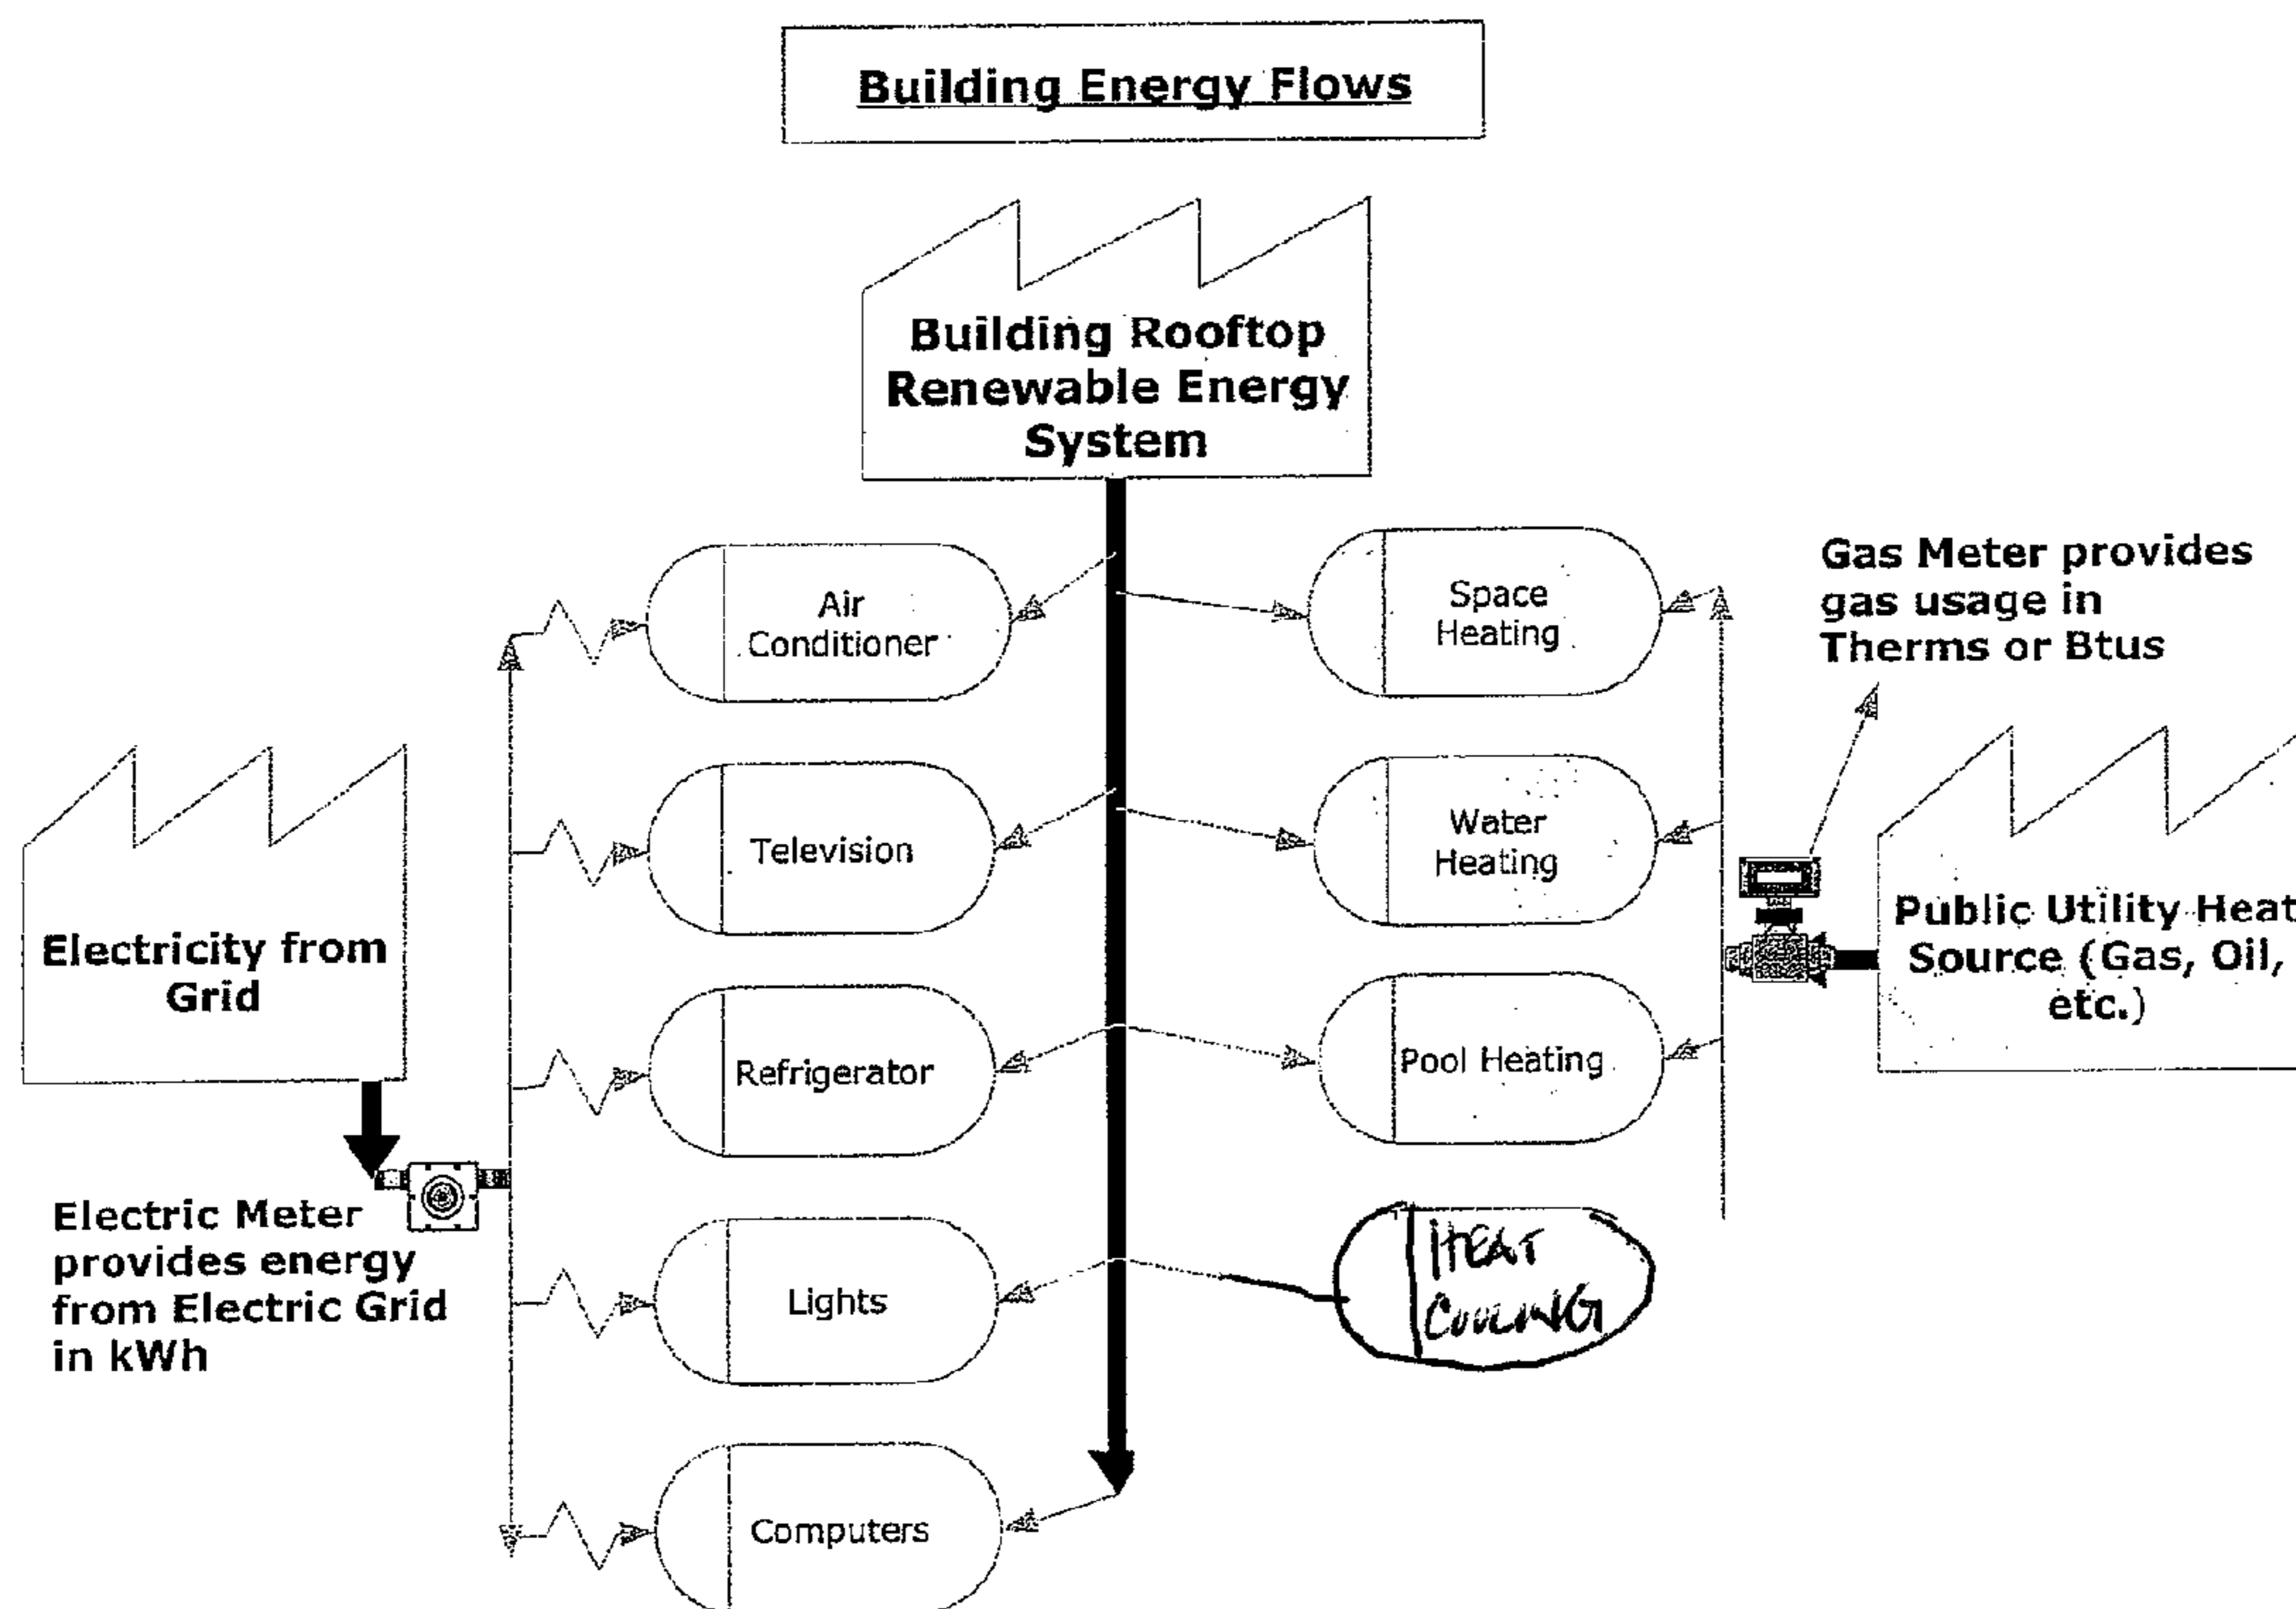 Building Energy Flows
Building Rooftop
Renewable Energy
System
Air
Conditioner
Space
Heating
Gas Meter provides
gas usage in
Therms or Btus
Television
Water
Heating
Electricity from
Grid
Public Utility Heat
Source (Gas, Oil,
etc.)
Refrigerator
Pool Heating
Electric Meter
provides energy
from Electric Grid
in kWh
Lights
HEAT
COOLING
Computers